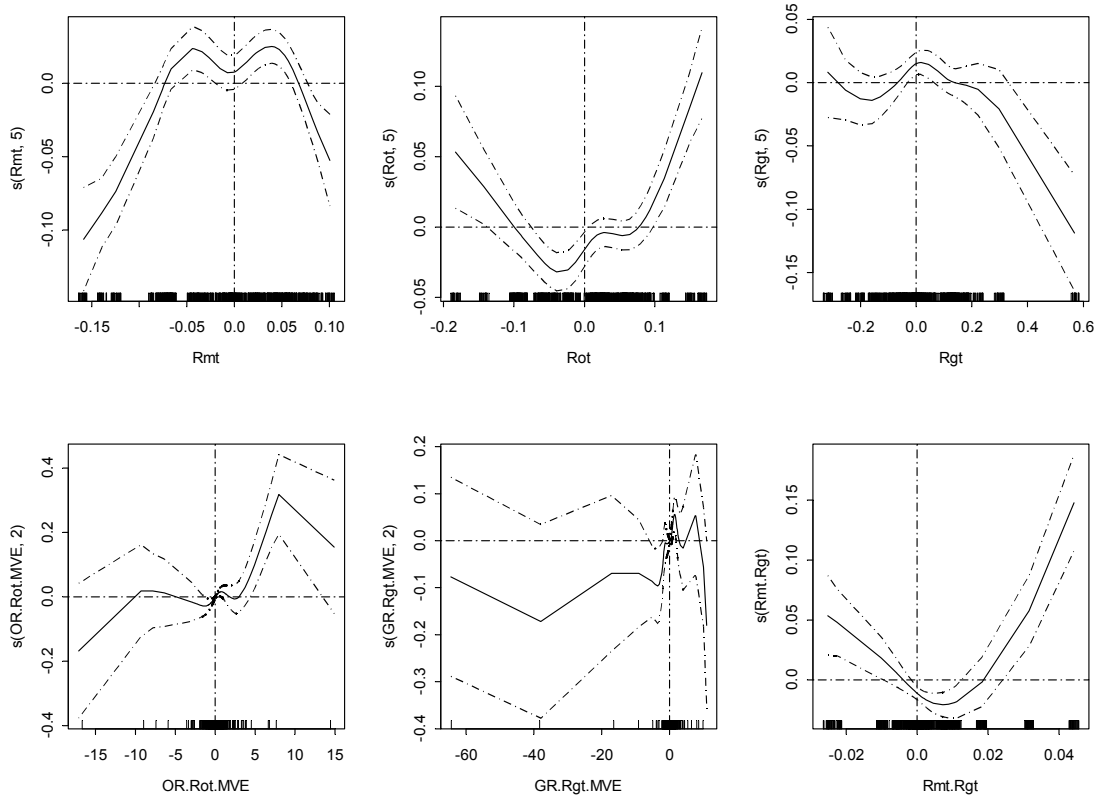 s(Rmt, 5)
-0.10 -0.05 0.0
-0.15 -0.05 0.0 0.05 0.10
Rmt
s(Rot, 5)
-0.05 0.0 0.05 0.10
-0.2 -0.1 0.0 0.1
Rot
s(Rgt, 5)
-0.15 -0.10 -0.05 0.0 0.05
-0.2 0.0 0.2 0.4 0.6
Rgt
s(OR.Rot.MVE, 2)
-0.4 -0.2 0.0 0.2 0.4
-15 -10 -5 0 5 10 15
OR.Rot.MVE
s(GR.Rgt.MVE, 2)
-0.4 -0.3 -0.2 -0.1 0.0 0.1 0.2
-60 -40 -20 0
GR.Rgt.MVE
s(Rmt.Rgt)
0.0 0.05 0.10 0.15
-0.02 0.0 0.02 0.04
Rmt.Rgt